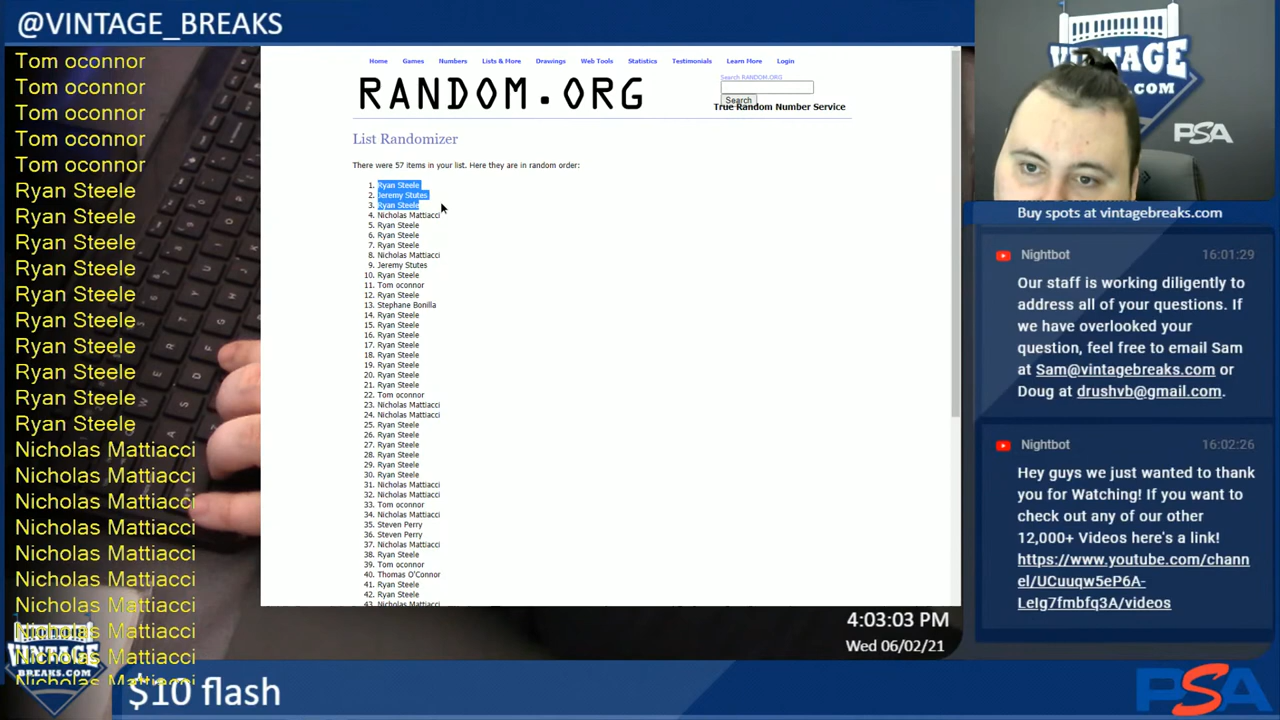 @VINTAGE_BREAKS
Tom oconnor
Tom oconnor
Tom oconnor
Tom oconnor
Tom oconnor
Ryan Steele
Ryan Steele
Ryan Steele
Ryan Steele
Ryan Steele
Ryan Steele
Ryan Steele
Ryan Steele
Ryan Steele
Ryan Steele
Nicholas Mattiacci
Nicholas Mattiacci
Nicholas Mattiacci
Nicholas Mattiacci
Nicholas Mattiacci
Nicholas Mattiacci
Nicholas Mattiacci
Nicholas Mattiacci
Nicholas Mattiacci
Nicholas Mattiacci
VINTAGE
BREAKS.COM
$10 flash
Home Games Numbers Lists & More Drawings Web Tools Statistics Testimonials Learn More Login
RANDOM.ORG
Search RANDOM.ORG
Search
True Random Number Service
List Randomizer
There were 57 items in your list. Here they are in random order:
1. Ryan Steele
2. Jeremy Stutes
3. Ryan Steele
4. Nicholas Mattiacci
5. Ryan Steele
6. Ryan Steele
7. Ryan Steele
8. Nicholas Mattiacci
9. Jeremy Stutes
10. Ryan Steele
11. Tom oconnor
12. Ryan Steele
13. Stephane Bonilla
14. Ryan Steele
15. Ryan Steele
16. Ryan Steele
17. Ryan Steele
18. Ryan Steele
19. Ryan Steele
20. Ryan Steele
21. Ryan Steele
22. Tom oconnor
23. Nicholas Mattiacci
24. Nicholas Mattiacci
25. Ryan Steele
26. Ryan Steele
27. Ryan Steele
28. Ryan Steele
29. Ryan Steele
30. Ryan Steele
31. Nicholas Mattiacci
32. Nicholas Mattiacci
33. Tom oconnor
34. Nicholas Mattiacci
35. Steven Perry
36. Steven Perry
37. Nicholas Mattiacci
38. Ryan Steele
39. Tom oconnor
40. Thomas O'Connor
41. Ryan Steele
42. Ryan Steele
43. Nicholas Mattiacci
4:03:03 PM
Wed 06/02/21
VINTAGE
PSA
Buy spots at vintagebreaks.com
Nightbot 16:01:29
Our staff is working diligently to
address all of your questions. If
we have overlooked your
question, feel free to email Sam
at Sam@vintagebreaks.com or
Doug at drushvb@gmail.com.
Nightbot 16:02:26
Hey guys we just wanted to thank
you for Watching! If you want to
check out any of our other
12,000+ Videos here's a link!
https://www.youtube.com/chann
el/UCuuqw5eP6A-
LeIg7fmbfq3A/videos
PSA